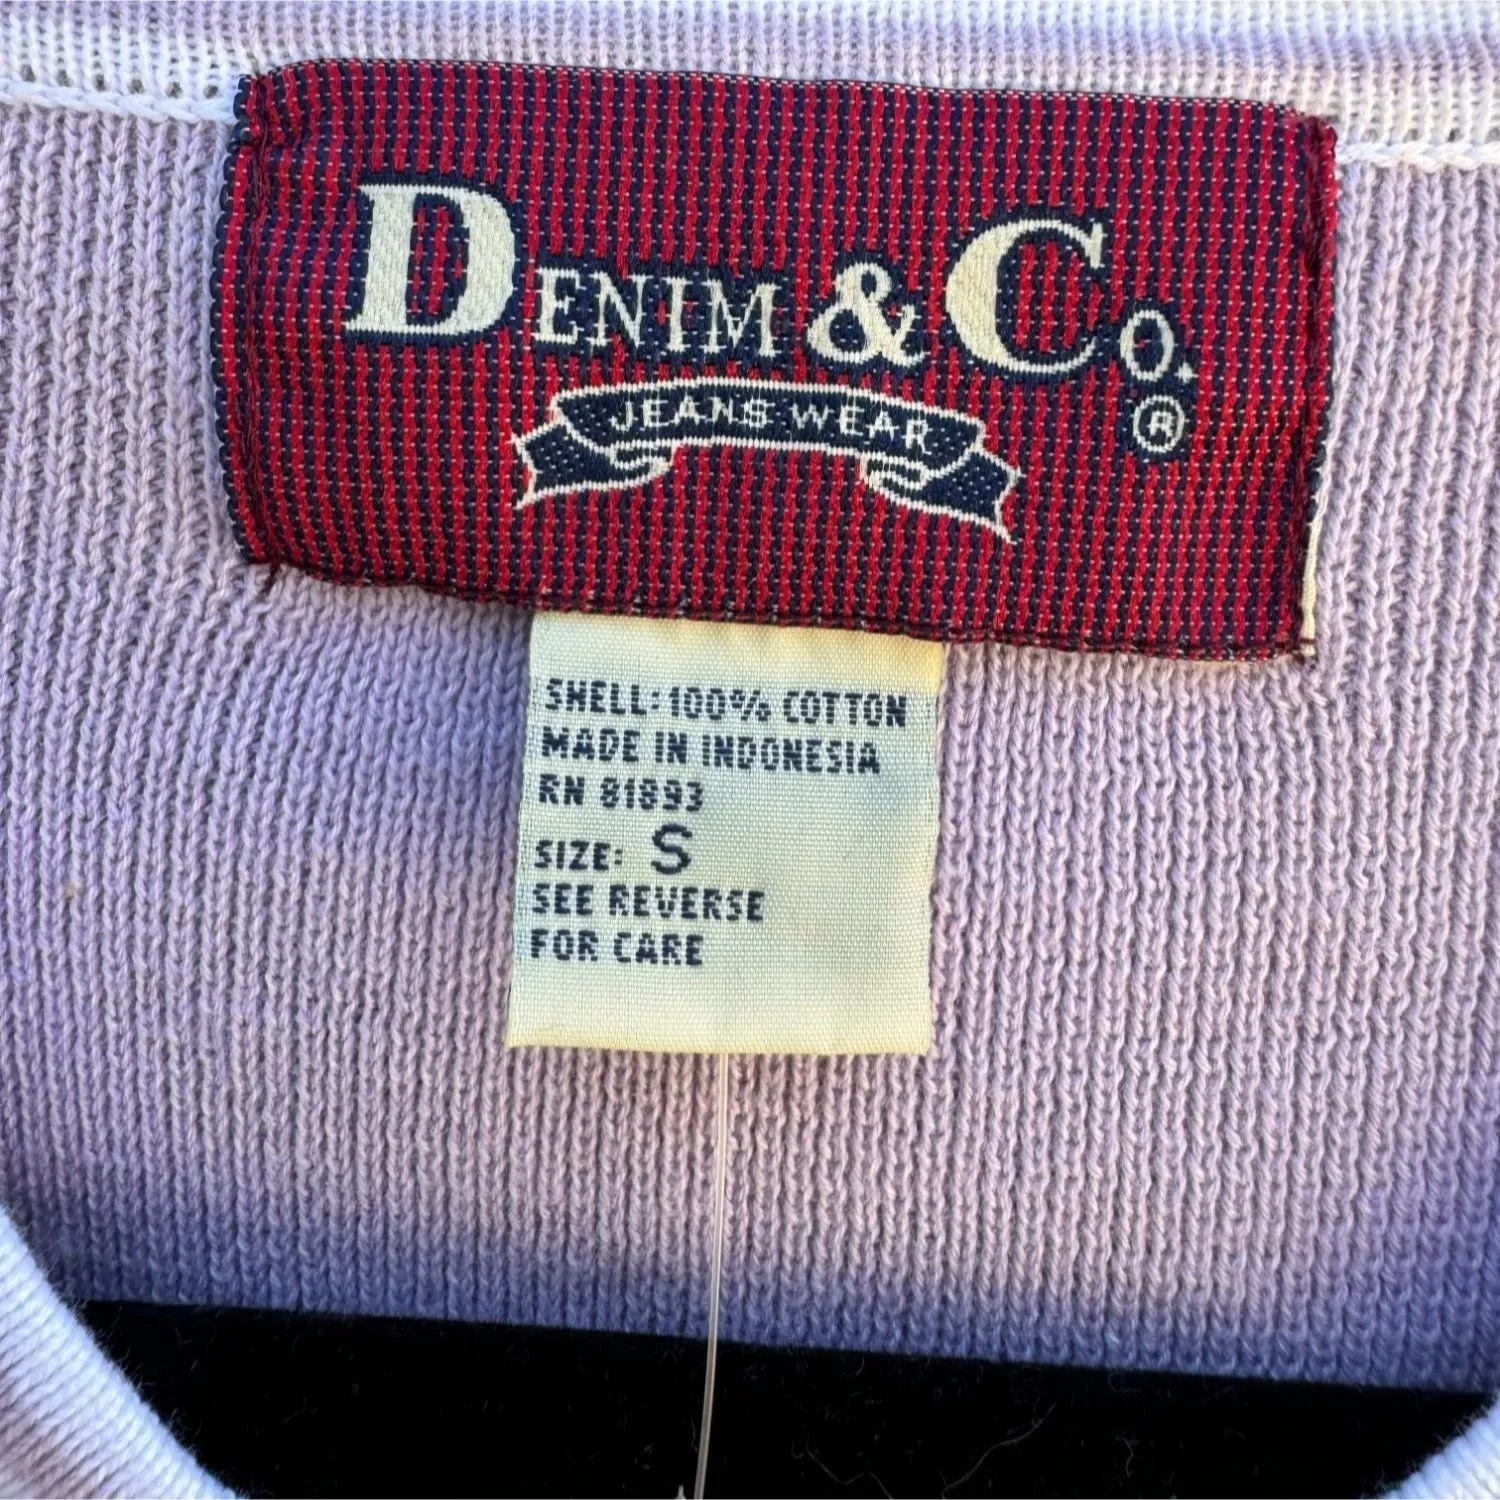 DENIM & CO.
®
JEANS WEAR
SHELL: 100% COTTON
MADE IN INDONESIA
RN 81893
SIZE: S
SEE REVERSE
FOR CARE